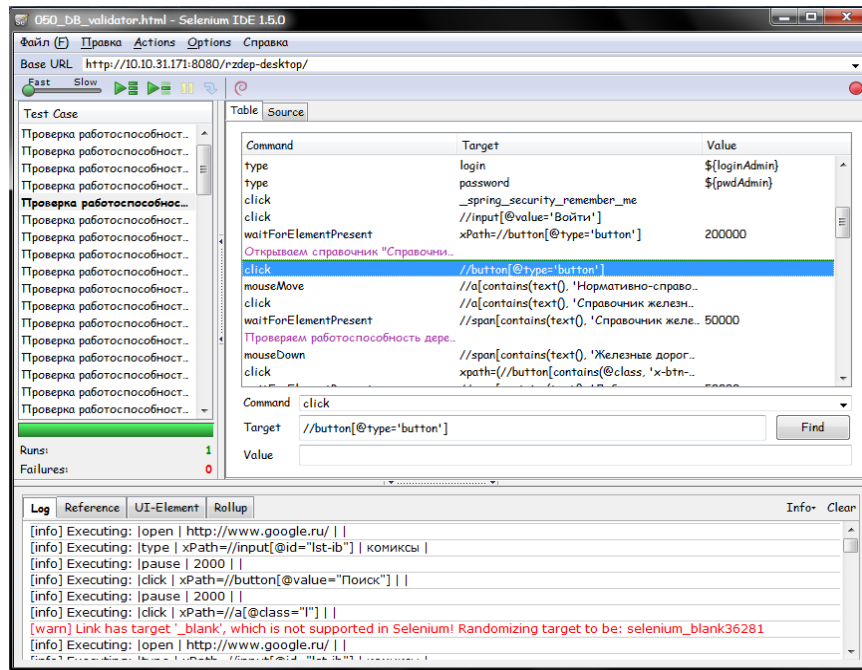 050_DB_validator.html - Selenium IDE 1.5.0
Файл (F) Правка Actions Options Справка
Base URL http://10.10.31.171:8080/rzdep-desktop/
Fast Slow
Test Case
Проверка работоспособност...
Проверка работоспособност...
Проверка работоспособност...
Проверка работоспособност...
Проверка работоспособнос...
Проверка работоспособност...
Проверка работоспособност...
Проверка работоспособност...
Проверка работоспособност...
Проверка работоспособност...
Проверка работоспособност...
Проверка работоспособност...
Проверка работоспособност...
Проверка работоспособност...
Проверка работоспособност...
Проверка работоспособност...
Проверка работоспособност...
Runs: 1
Failures: 0
Table Source
Command Target Value
type login ${loginAdmin}
type password ${pwdAdmin}
click _spring_security_remember_me
click //input[@value='Войти']
waitForElementPresent xPath=//button[@type='button'] 200000
Открываем справочник "Справочни...
click //button[@type='button']
mouseMove //a[contains(text(), 'Нормативно-справо...
click //a[contains(text(), 'Справочник железн...
waitForElementPresent //span[contains(text(), 'Справочник желе... 50000
Проверяем работоспособность дере...
mouseDown //span[contains(text(), 'Железные дорог...
click xpath=(//button[contains(@class, 'x-btn-...
Command click
Target //button[@type='button'] Find
Value
Log Reference UI-Element Rollup Info Clear
[info] Executing: |open | http://www.google.ru/ | |
[info] Executing: |type | xPath=//input[@id="lst-ib"] | комиксы |
[info] Executing: |pause | 2000 | |
[info] Executing: |click | xPath=//button[@value="Поиск"] | |
[info] Executing: |pause | 2000 | |
[info] Executing: |click | xPath=//a[@class="l"] | |
[warn] Link has target '_blank', which is not supported in Selenium! Randomizing target to be: selenium_blank36281
[info] Executing: |open | http://www.google.ru/ | |
[info] Executing: |type | xPath=//input[@id="lst-ib"] | комиксы |